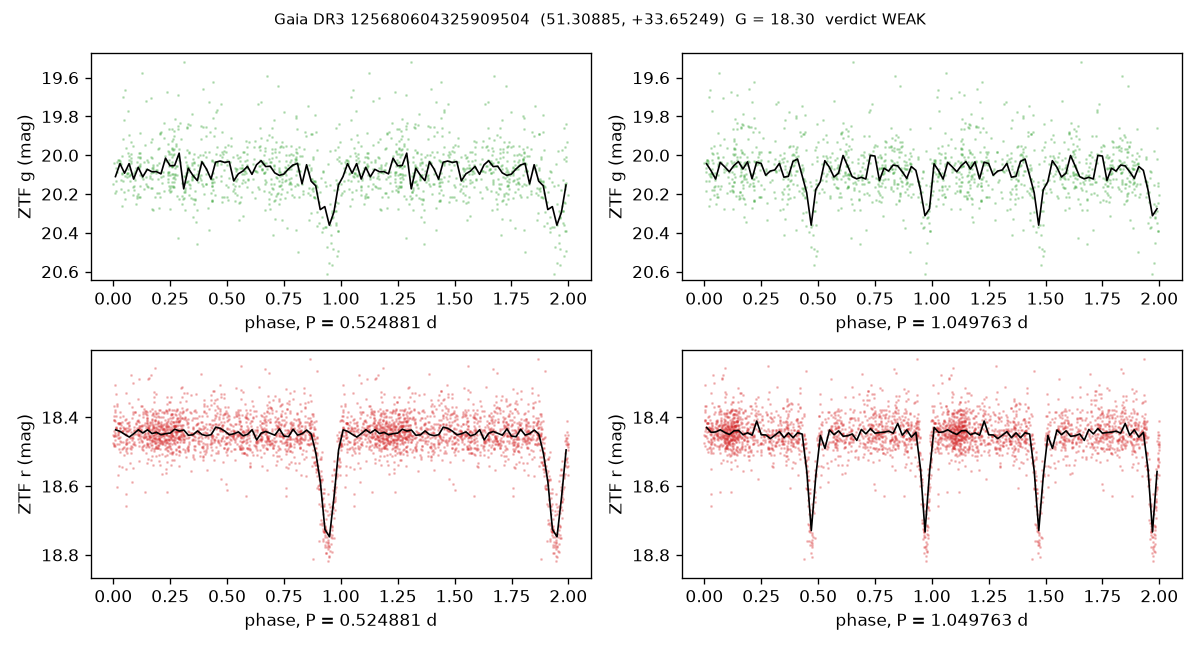 Gaia DR3 125680604325909504 (51.30885, +33.65249) G = 18.30 verdict WEAK
ZTF g (mag)
19.6
19.8
20.0
20.2
20.4
20.6
0.00 0.25 0.50 0.75 1.00 1.25 1.50 1.75 2.00
phase, P = 0.524881 d
ZTF g (mag)
19.6
19.8
20.0
20.2
20.4
20.6
0.00 0.25 0.50 0.75 1.00 1.25 1.50 1.75 2.00
phase, P = 1.049763 d
ZTF r (mag)
18.4
18.6
18.8
0.00 0.25 0.50 0.75 1.00 1.25 1.50 1.75 2.00
phase, P = 0.524881 d
ZTF r (mag)
18.4
18.6
18.8
0.00 0.25 0.50 0.75 1.00 1.25 1.50 1.75 2.00
phase, P = 1.049763 d